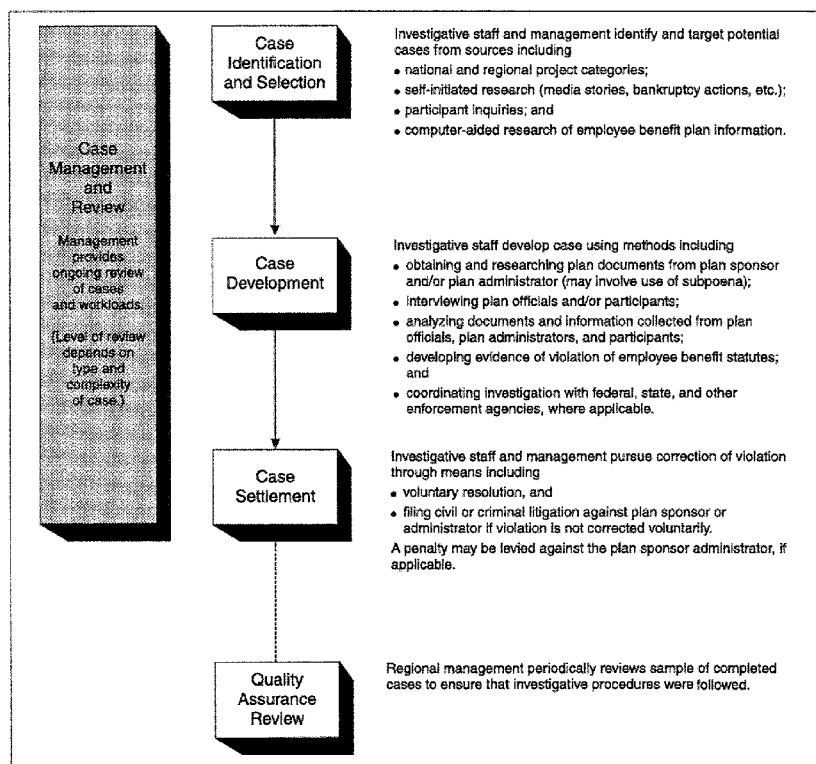 Case
Management
and
Review
Management
provides
ongoing review
of cases
and workloads.
(Level of review
depends on
type and
complexity
of case.)
Case
Identification
and Selection
Investigative staff and management identify and target potential
cases from sources including
• national and regional project categories;
• self-initiated research (media stories, bankruptcy actions, etc.);
• participant inquiries; and
• computer-aided research of employee benefit plan information.
Case
Development
Investigative staff develop case using methods including
• obtaining and researching plan documents from plan sponsor
and/or plan administrator (may involve use of subpoena);
• interviewing plan officials and/or participants;
• analyzing documents and information collected from plan
officials, plan administrators, and participants;
• developing evidence of violation of employee benefit statutes;
and
• coordinating investigation with federal, state, and other
enforcement agencies, where applicable.
Case
Settlement
Investigative staff and management pursue correction of violation
through means including
• voluntary resolution, and
• filing civil or criminal litigation against plan sponsor or
administrator if violation is not corrected voluntarily.
A penalty may be levied against the plan sponsor administrator, if
applicable.
Quality
Assurance
Review
Regional management periodically reviews sample of completed
cases to ensure that investigative procedures were followed.